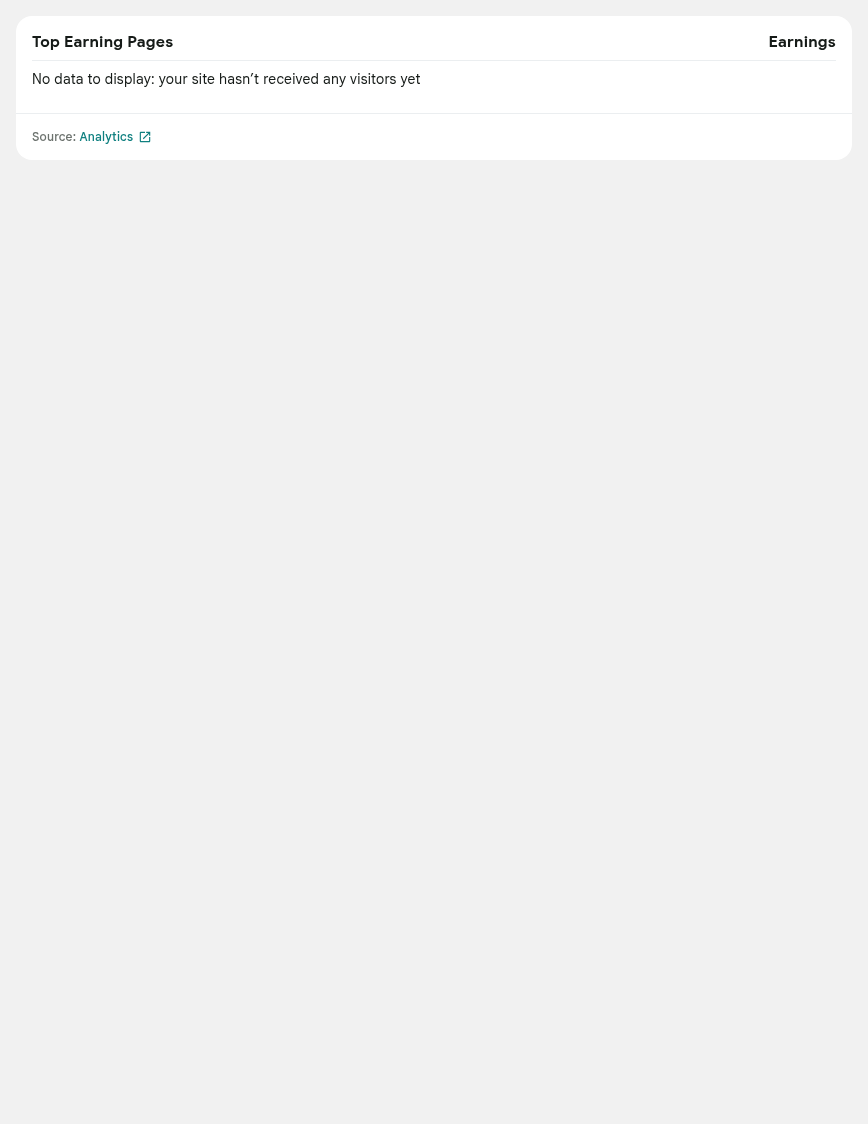 Top Earning Pages Earnings
No data to display: your site hasn’t received any visitors yet
Source: Analytics